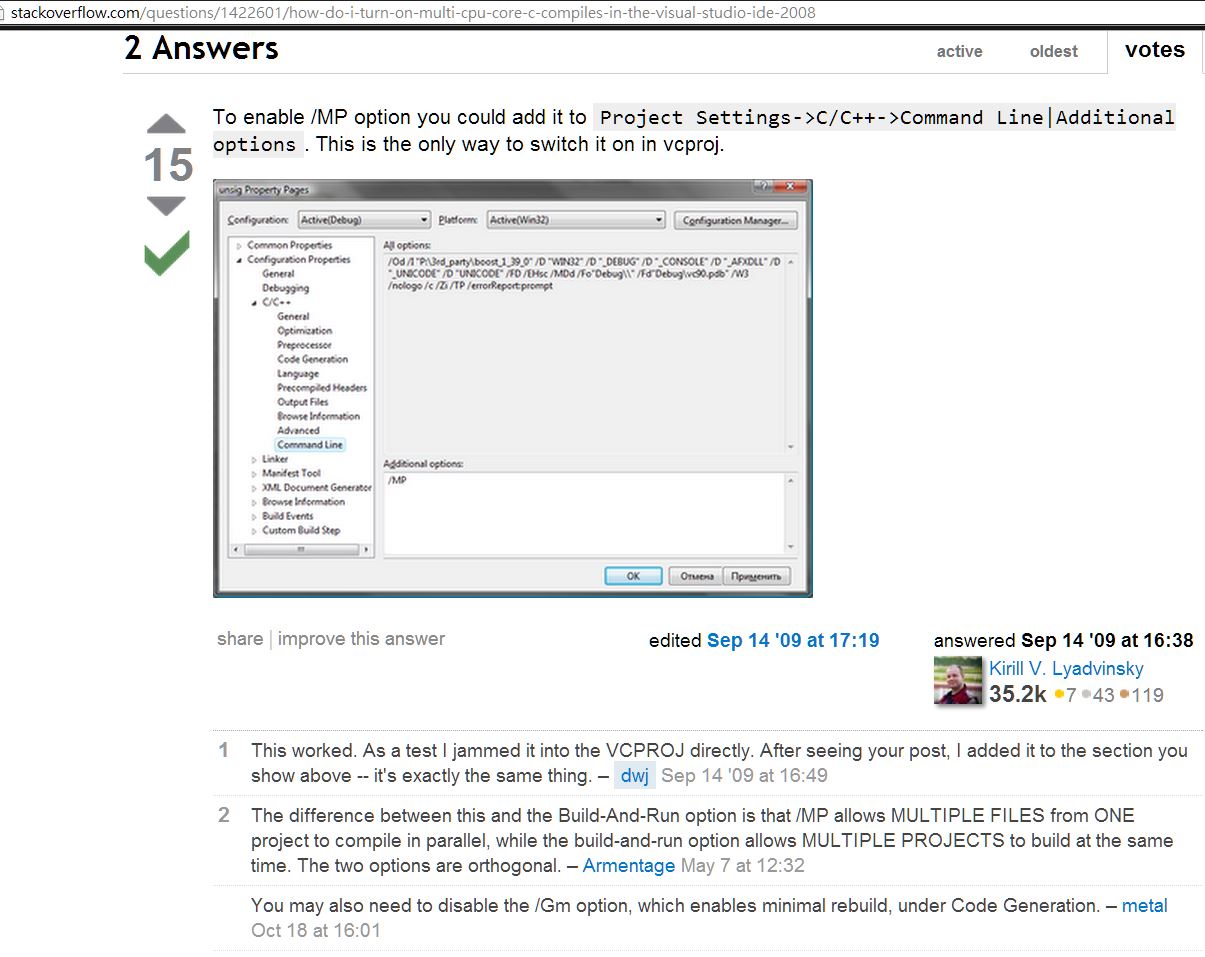 stackoverflow.com/questions/1422601/how-do-i-turn-on-multi-cpu-core-c-compiles-in-the-visual-studio-ide-2008
2 Answers
active oldest votes
15
To enable /MP option you could add it to Project Settings->C/C++->Command Line|Additional
options . This is the only way to switch it on in vcproj.
unsig Property Pages
Configuration: Active(Debug) Platform: Active(Win32) Configuration Manager...
Common Properties
Configuration Properties
General
Debugging
C/C++
General
Optimization
Preprocessor
Code Generation
Language
Precompiled Headers
Output Files
Browse Information
Advanced
Command Line
Linker
Manifest Tool
XML Document Generator
Browse Information
Build Events
Custom Build Step
All options:
/Od /I "P:\3rd_party\boost_1_39_0" /D "WIN32" /D "_DEBUG" /D "_CONSOLE" /D "_AFXDLL" /D
"_UNICODE" /D "UNICODE" /FD /EHsc /MDd /Fo"Debug\\" /Fd"Debug\vc90.pdb" /W3
/nologo /c /Zi /TP /errorReport:prompt
Additional options:
/MP
OK Отмена Применить
share | improve this answer
edited Sep 14 '09 at 17:19
answered Sep 14 '09 at 16:38
Kirill V. Lyadvinsky
35.2k ●7 ●43 ●119
1 This worked. As a test I jammed it into the VCPROJ directly. After seeing your post, I added it to the section you
show above -- it's exactly the same thing. – dwj Sep 14 '09 at 16:49
2 The difference between this and the Build-And-Run option is that /MP allows MULTIPLE FILES from ONE
project to compile in parallel, while the build-and-run option allows MULTIPLE PROJECTS to build at the same
time. The two options are orthogonal. – Armentage May 7 at 12:32
You may also need to disable the /Gm option, which enables minimal rebuild, under Code Generation. – metal
Oct 18 at 16:01